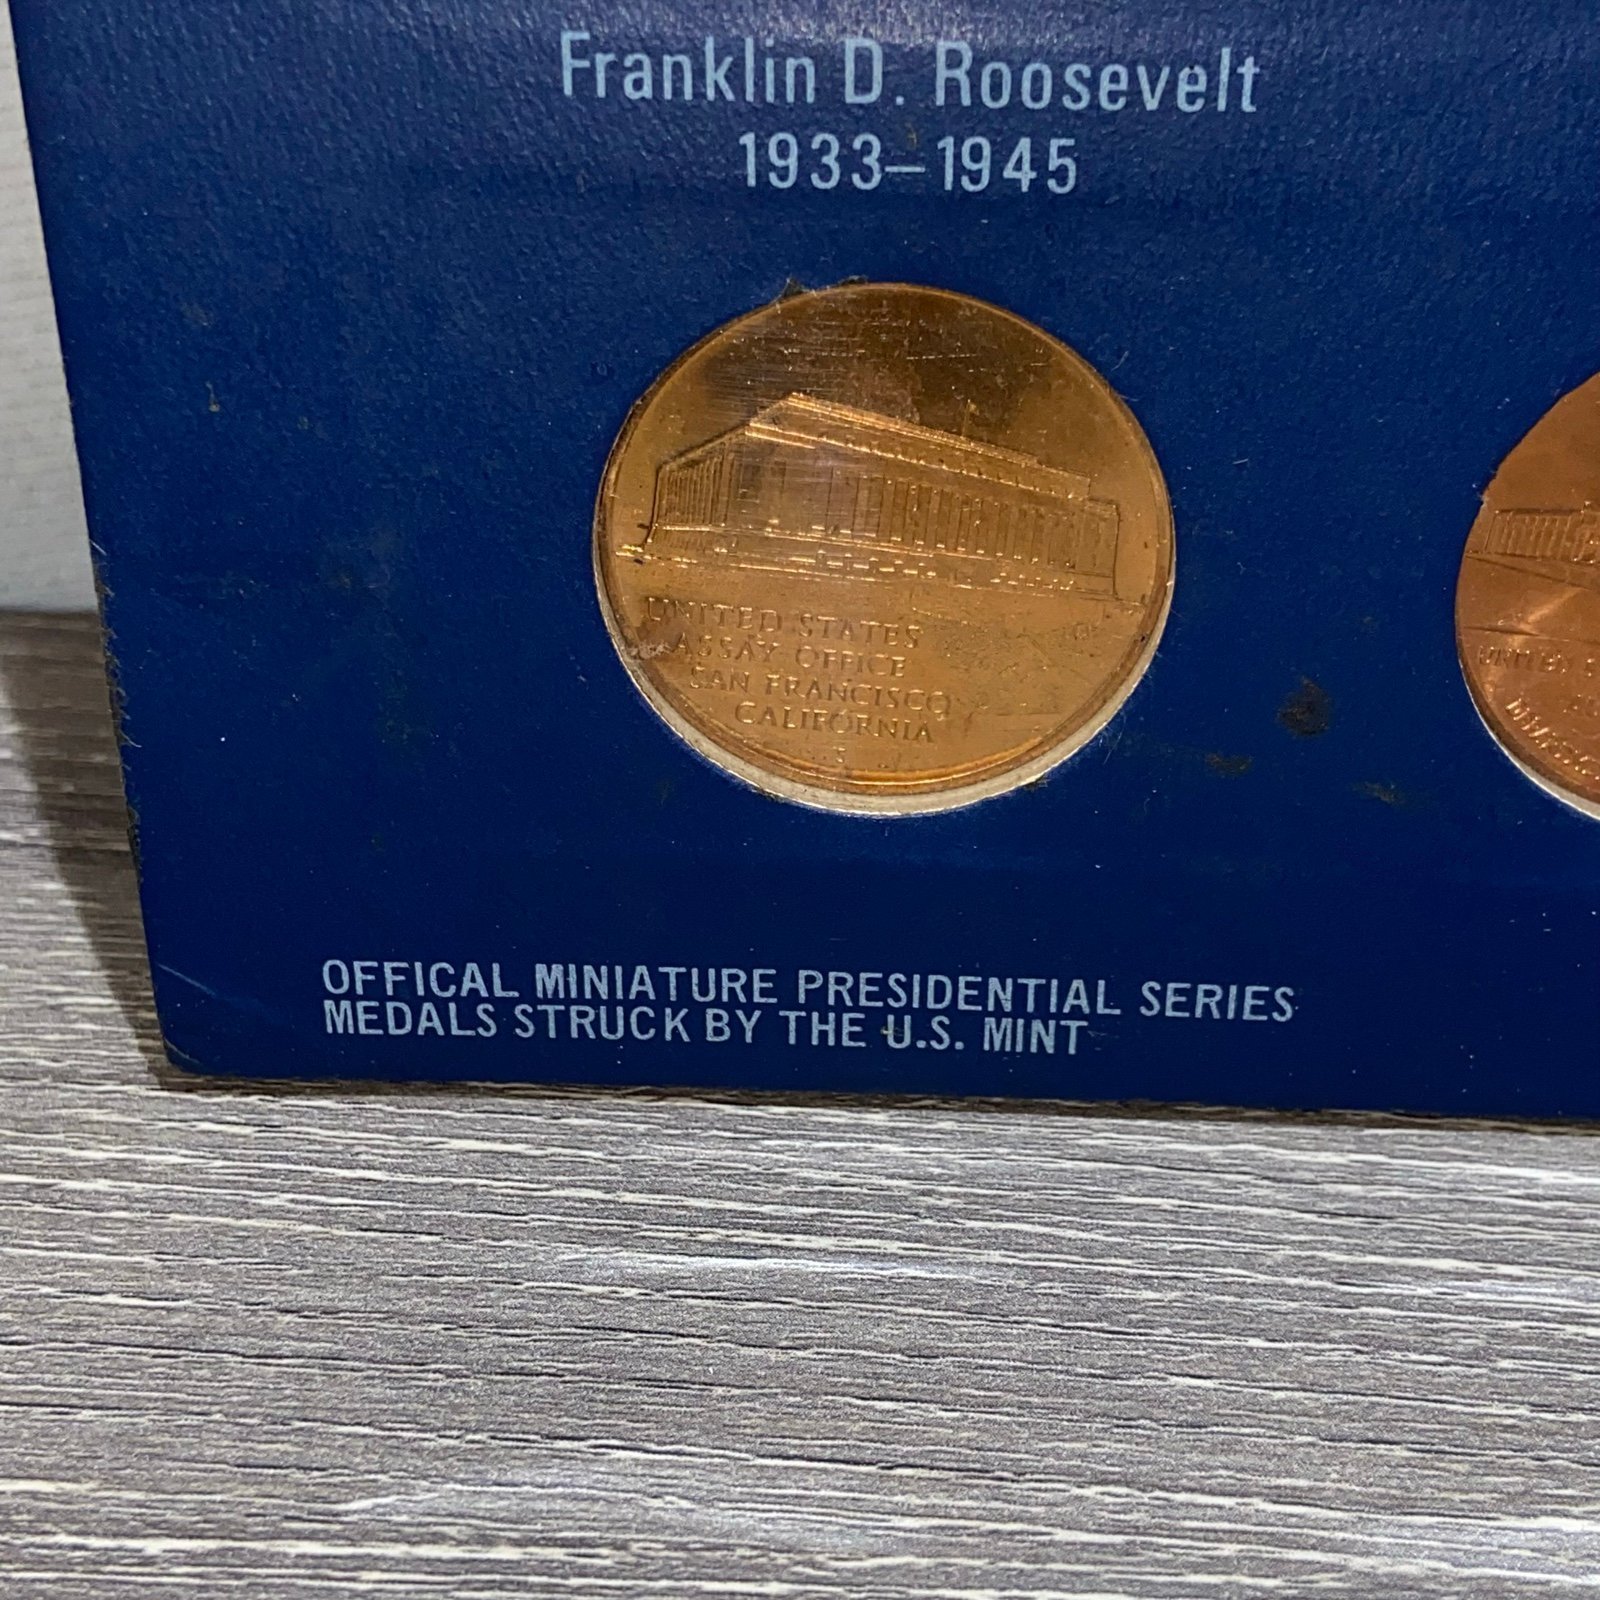 Franklin D. Roosevelt
1933–1945
UNITED STATES
ASSAY OFFICE
SAN FRANCISCO
CALIFORNIA
S
UNITED S
OFFICAL MINIATURE PRESIDENTIAL SERIES
MEDALS STRUCK BY THE U.S. MINT